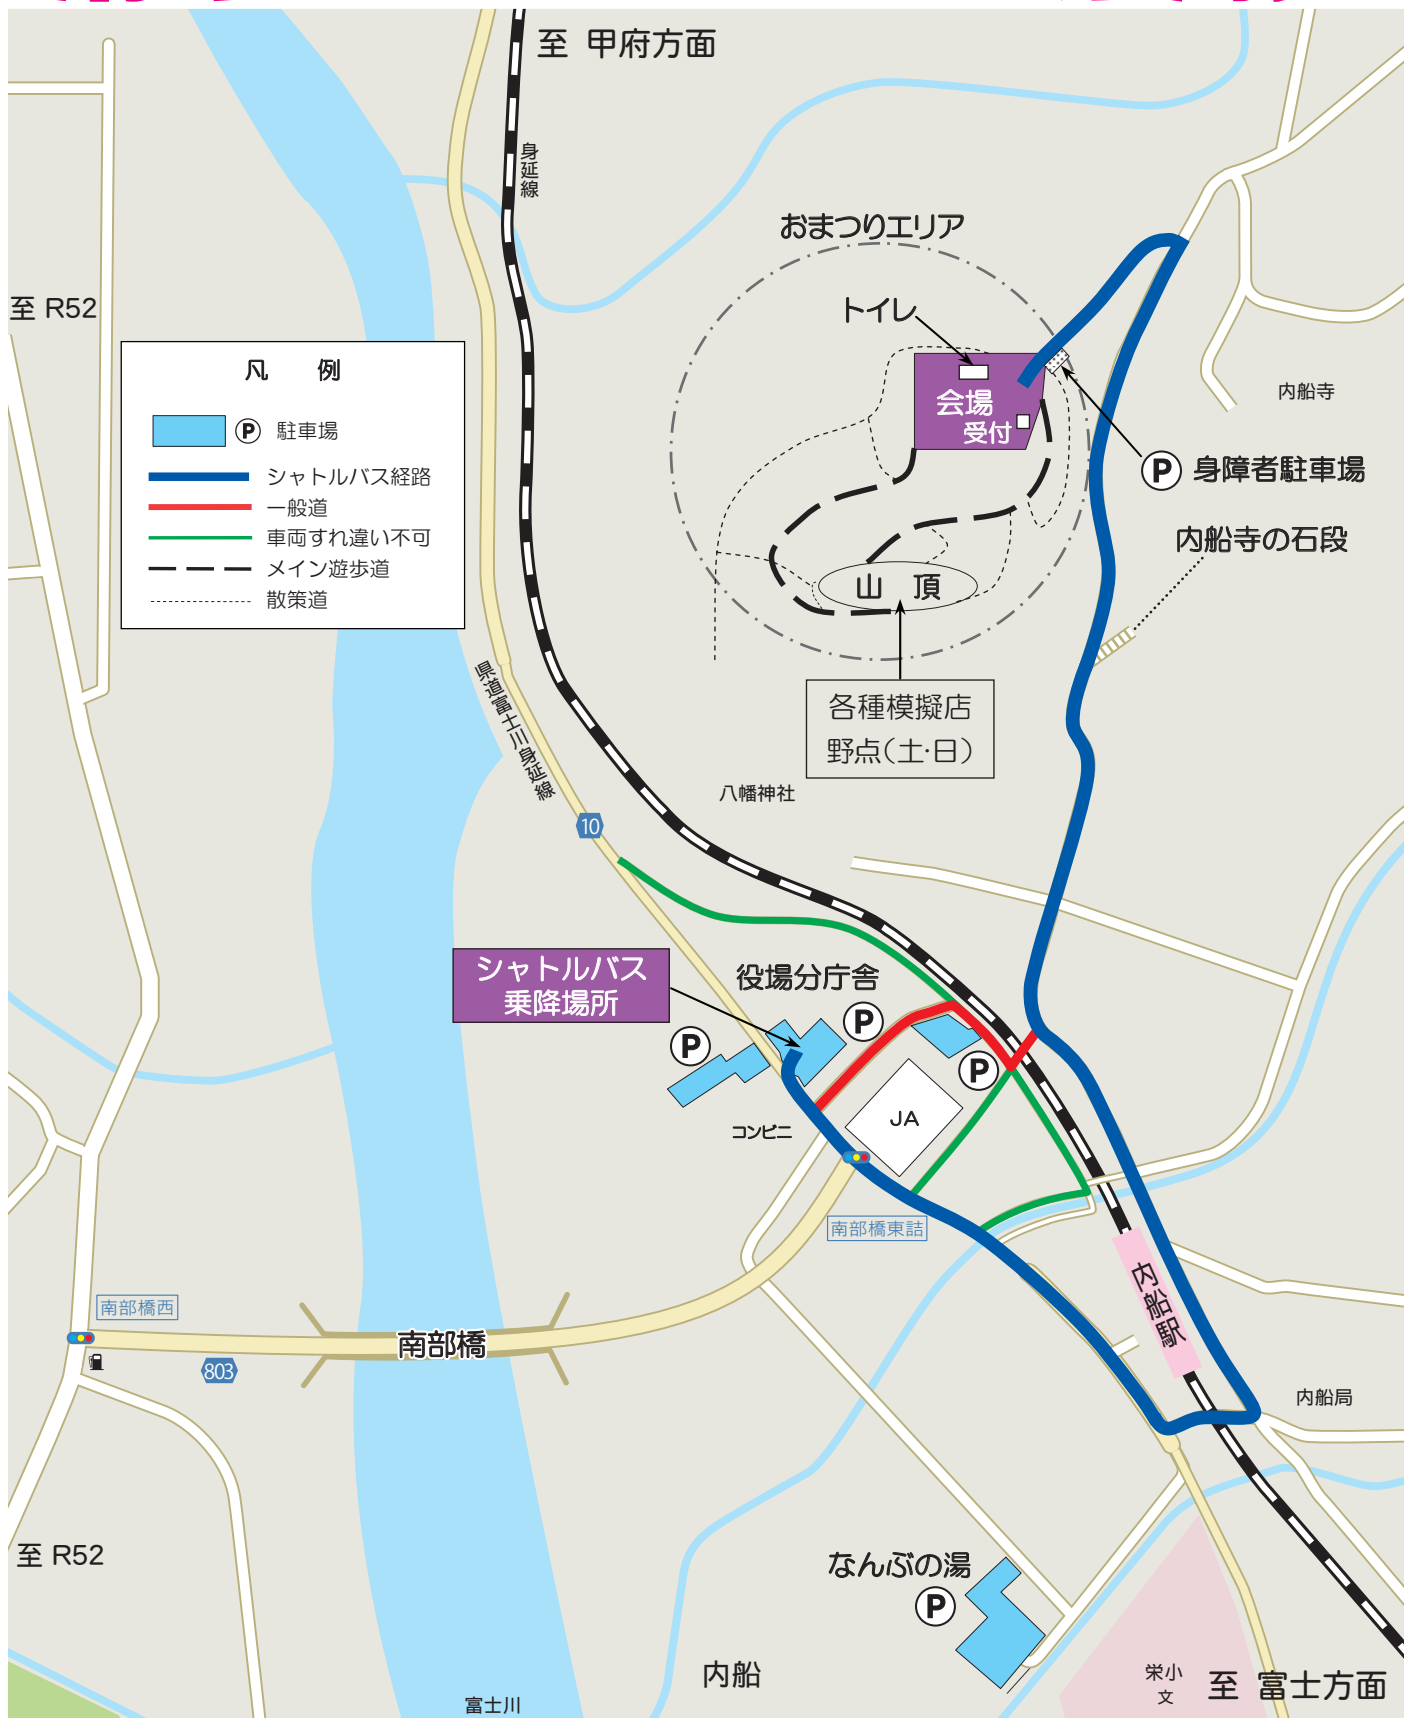 至 甲府方面
身延線
おまつりエリア
至 R52
トイレ
凡 例
P 駐車場
シャトルバス経路
一般道
車両すれ違い不可
メイン遊歩道
散策道
会場
受付
内船寺
P 身障者駐車場
内船寺の石段
山 頂
各種模擬店
野点(土・日)
県道富士川身延線
八幡神社
10
シャトルバス
乗降場所
役場分庁舎
P
P
P
JA
コンビニ
南部橋東詰
内船駅
南部橋西
南部橋
803
内船局
至 R52
なんぶの湯
P
内船
栄小
文
至 富士方面
富士川